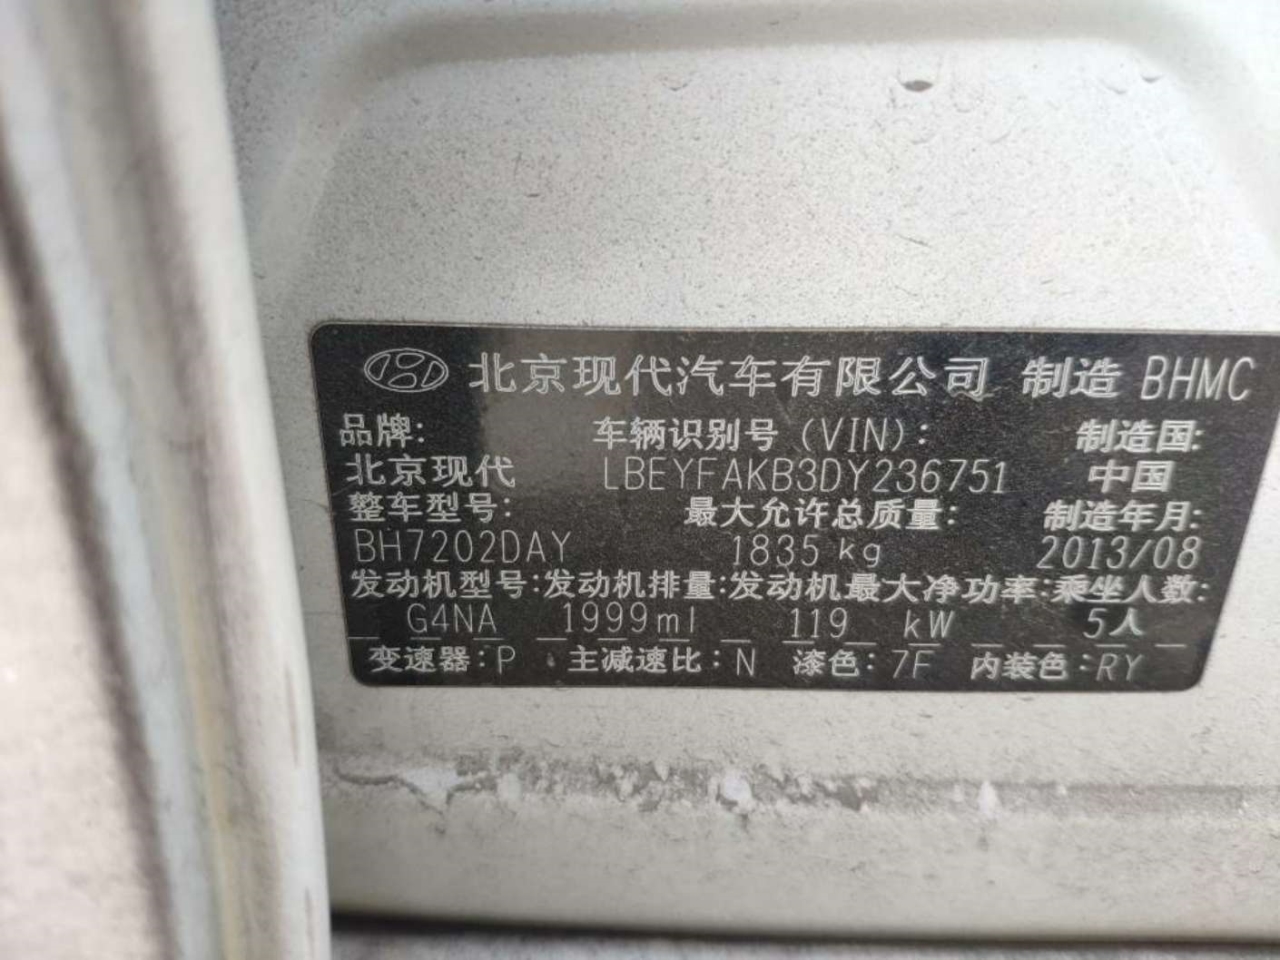 北京现代汽车有限公司 制造 BHMC
品牌: 车辆识别号 (VIN): 制造国:
北京现代 LBEYFAKB3DY236751 中国
整车型号: 最大允许总质量: 制造年月:
BH7202DAY 1835 kg 2013/08
发动机型号: 发动机排量: 发动机最大净功率: 乘坐人数:
G4NA 1999ml 119 kW 5人
变速器: P 主减速比: N 漆色: 7F 内装色: RY